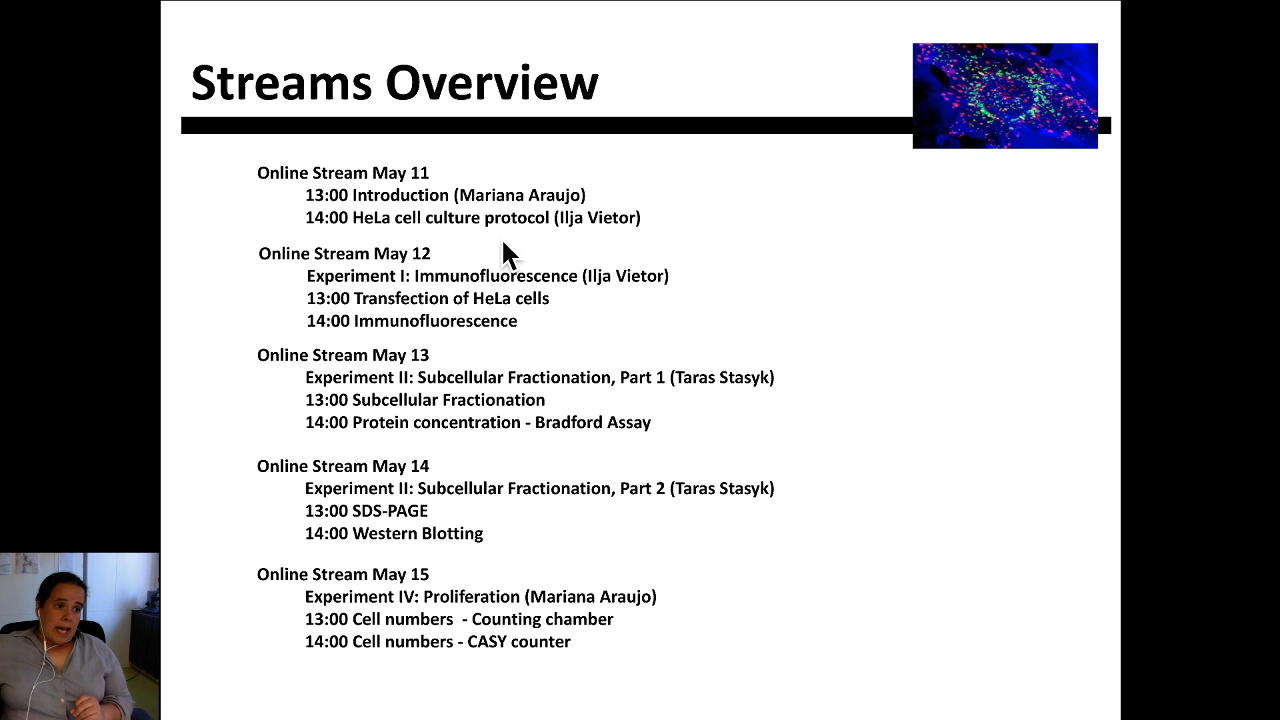 Streams Overview
Online Stream May 11
13:00 Introduction (Mariana Araujo)
14:00 HeLa cell culture protocol (Ilja Vietor)
Online Stream May 12
Experiment I: Immunofluorescence (Ilja Vietor)
13:00 Transfection of HeLa cells
14:00 Immunofluorescence
Online Stream May 13
Experiment II: Subcellular Fractionation, Part 1 (Taras Stasyk)
13:00 Subcellular Fractionation
14:00 Protein concentration - Bradford Assay
Online Stream May 14
Experiment II: Subcellular Fractionation, Part 2 (Taras Stasyk)
13:00 SDS-PAGE
14:00 Western Blotting
Online Stream May 15
Experiment IV: Proliferation (Mariana Araujo)
13:00 Cell numbers  - Counting chamber
14:00 Cell numbers - CASY counter